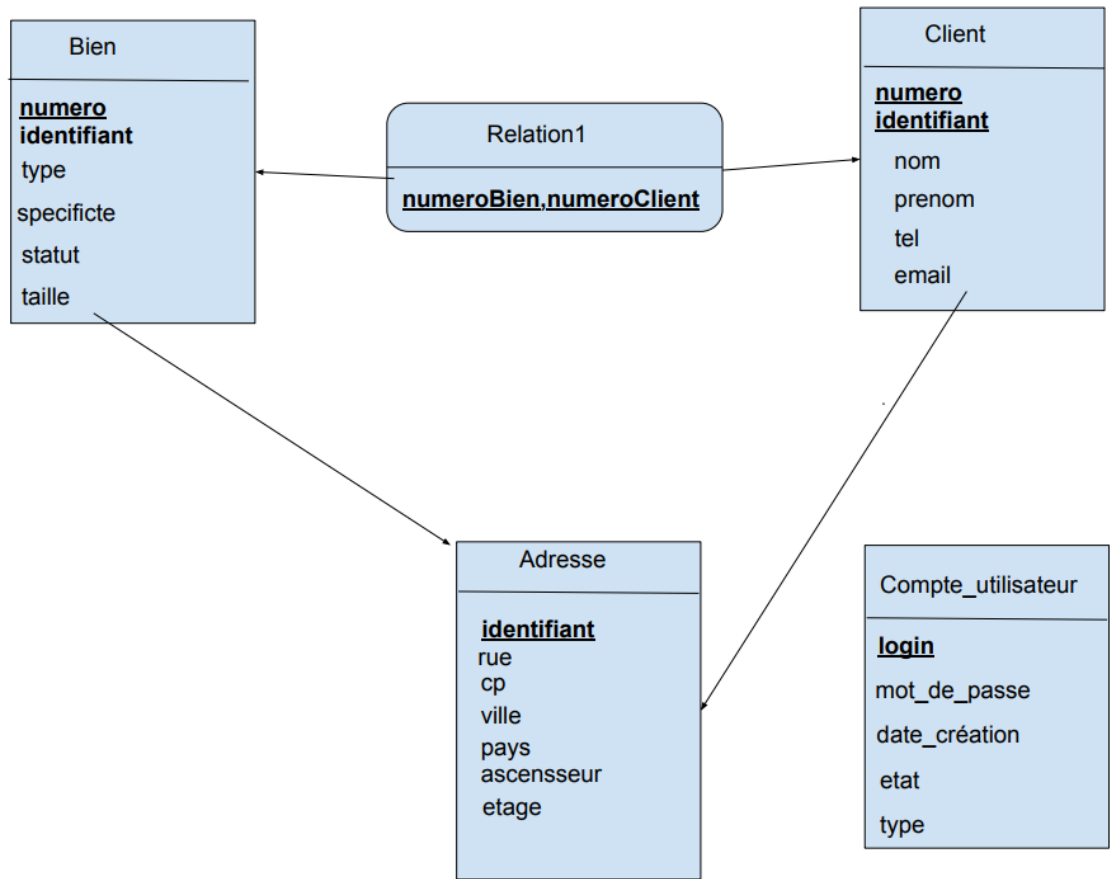 Bien
numero
identifiant
type
specificte
statut
taille
Relation1
numeroBien,numeroClient
Client
numero
identifiant
nom
prenom
tel
email
Adresse
identifiant
rue
cp
ville
pays
ascensseur
etage
Compte_utilisateur
login
mot_de_passe
date_création
etat
type